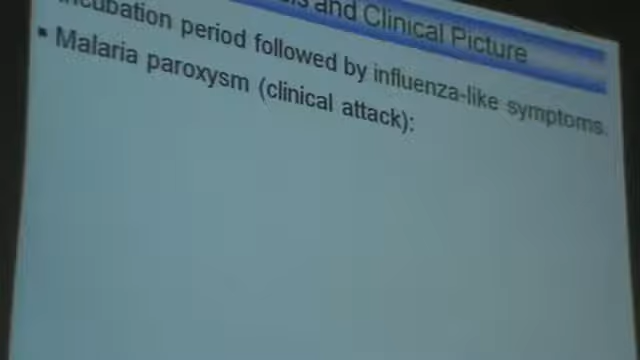 and Clinical Picture
Incubation period followed by influenza-like symptoms.
▪ Malaria paroxysm (clinical attack):